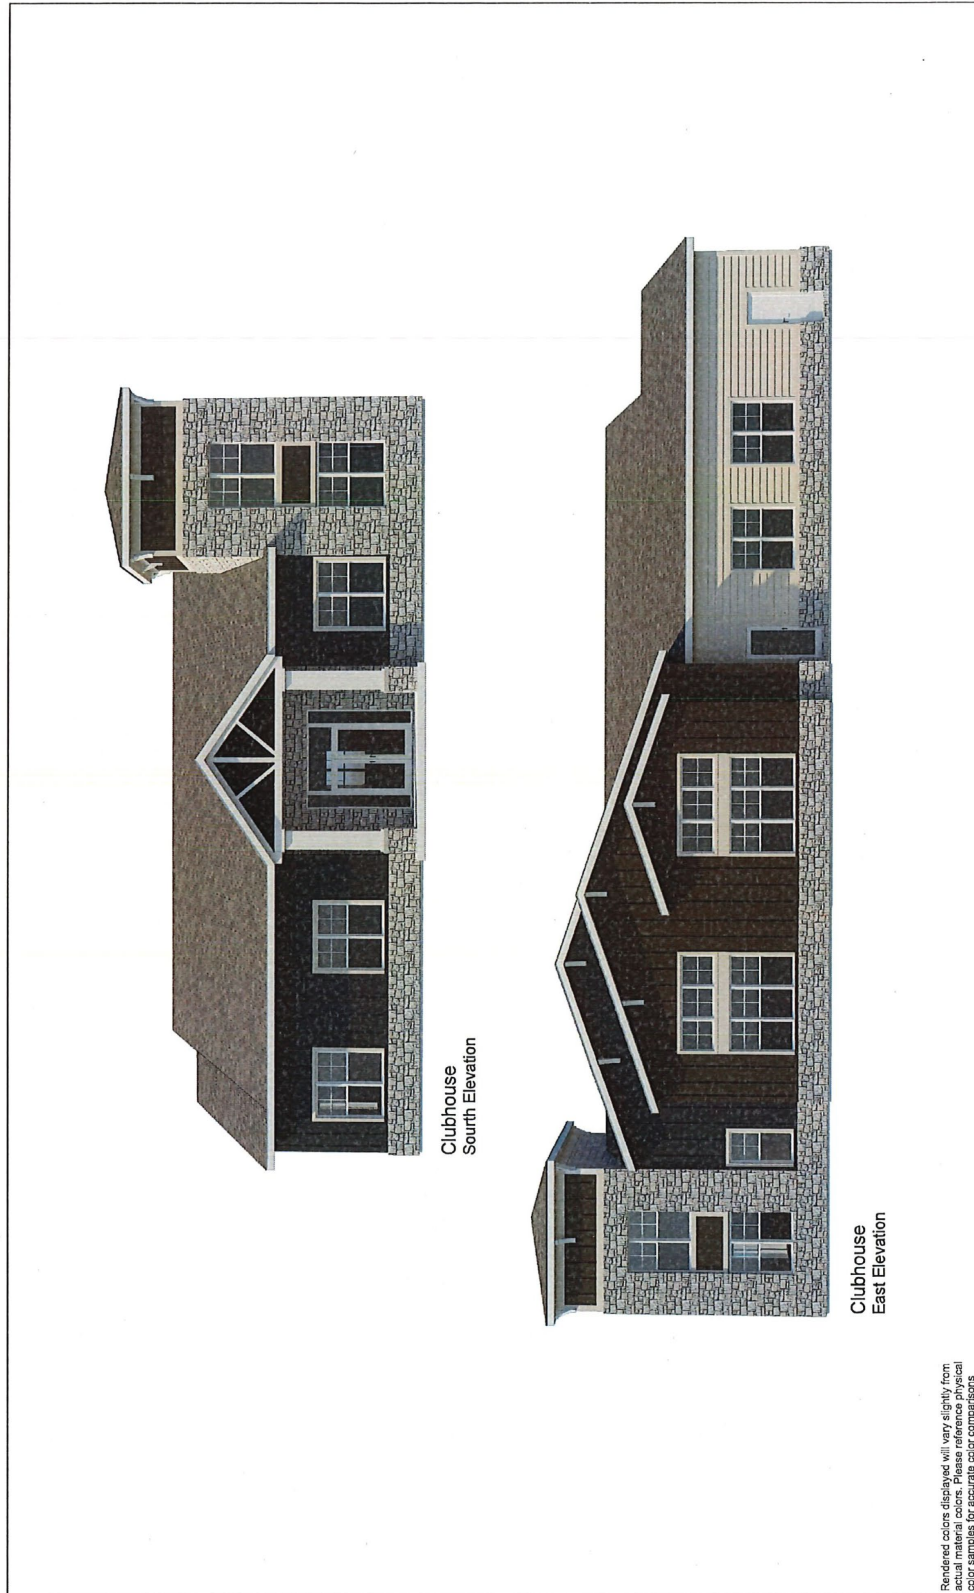 Clubhouse
Sourth Elevation
Clubhouse
East Elevation
Rendered colors displayed will vary slightly from
actual material colors. Please reference physical
color samples for accurate color comparisons